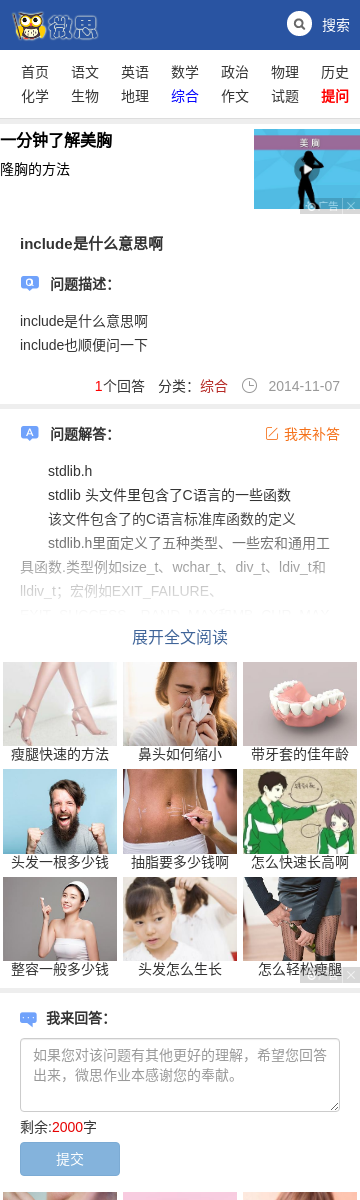 微思
搜索
首页 语文 英语 数学 政治 物理 历史
化学 生物 地理 综合 作文 试题 提问
一分钟了解美胸
隆胸的方法
美 胸
广告
include是什么意思啊
问题描述：
include是什么意思啊
include也顺便问一下
1个回答 分类：综合 2014-11-07
问题解答：
我来补答
stdlib.h
stdlib 头文件里包含了C语言的一些函数
该文件包含了的C语言标准库函数的定义
stdlib.h里面定义了五种类型、一些宏和通用工
具函数.类型例如size_t、wchar_t、div_t、ldiv_t和
lldiv_t；宏例如EXIT_FAILURE、
展开全文阅读
瘦腿快速的方法 鼻头如何缩小 带牙套的佳年龄
头发一根多少钱 抽脂要多少钱啊 怎么快速长高啊
整容一般多少钱 头发怎么生长 怎么轻松瘦腿
我来回答：
如果您对该问题有其他更好的理解，希望您回答
出来，微思作业本感谢您的奉献。
剩余:2000字
提交